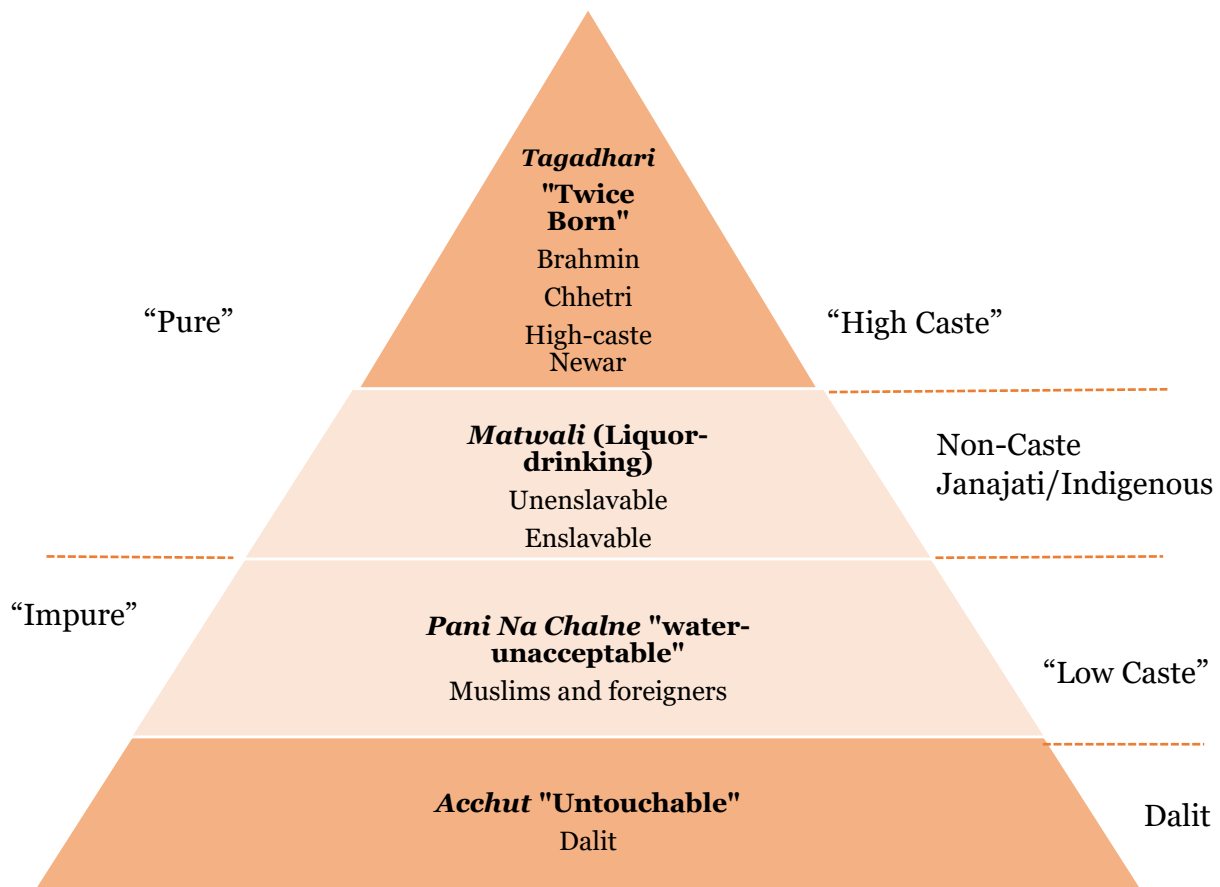 Tagadhari
"Twice
Born"
Brahmin
Chhetri
High-caste
Newar
“Pure”
“High Caste”
Matwali (Liquor-
drinking)
Unenslavable
Enslavable
Non-Caste
Janajati/Indigenous
“Impure”
Pani Na Chalne "water-
unacceptable"
Muslims and foreigners
“Low Caste”
Acchut "Untouchable"
Dalit
Dalit